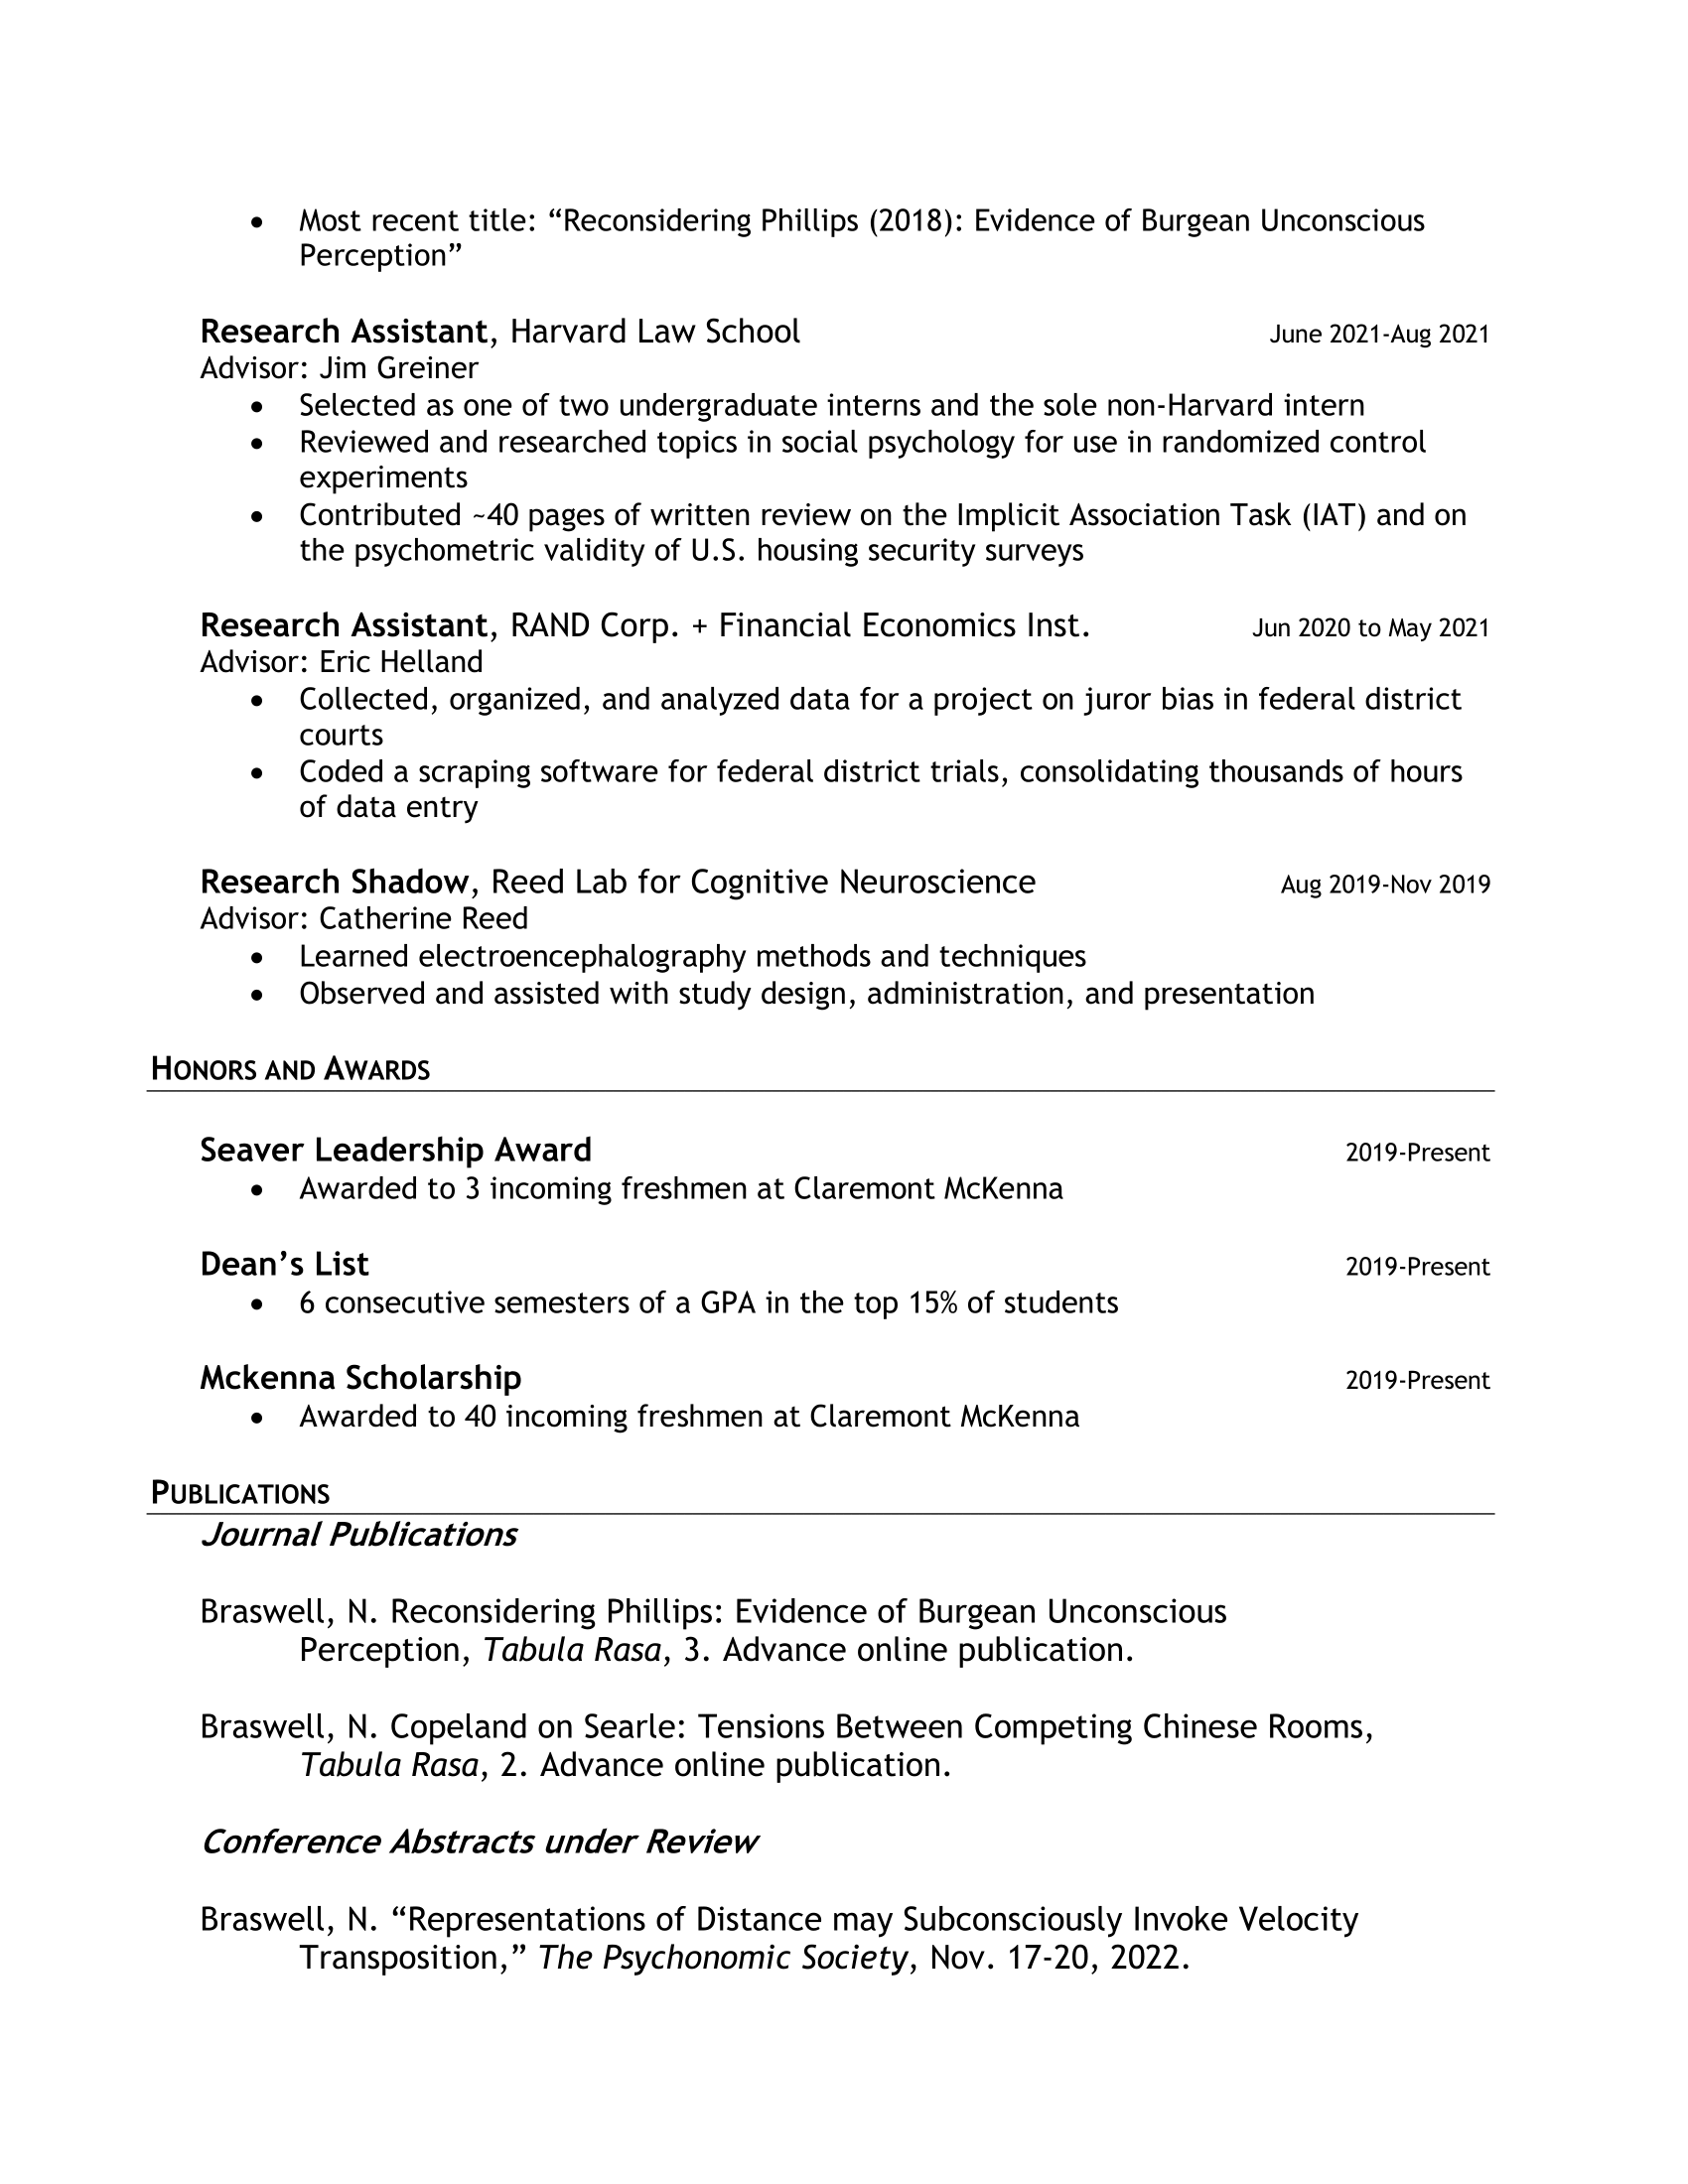 • Most recent title: “Reconsidering Phillips (2018): Evidence of Burgean Unconscious
Perception”
Research Assistant, Harvard Law School June 2021-Aug 2021
Advisor: Jim Greiner
• Selected as one of two undergraduate interns and the sole non-Harvard intern
• Reviewed and researched topics in social psychology for use in randomized control
experiments
• Contributed ~40 pages of written review on the Implicit Association Task (IAT) and on
the psychometric validity of U.S. housing security surveys
Research Assistant, RAND Corp. + Financial Economics Inst. Jun 2020 to May 2021
Advisor: Eric Helland
• Collected, organized, and analyzed data for a project on juror bias in federal district
courts
• Coded a scraping software for federal district trials, consolidating thousands of hours
of data entry
Research Shadow, Reed Lab for Cognitive Neuroscience Aug 2019-Nov 2019
Advisor: Catherine Reed
• Learned electroencephalography methods and techniques
• Observed and assisted with study design, administration, and presentation
HONORS AND AWARDS
Seaver Leadership Award 2019-Present
• Awarded to 3 incoming freshmen at Claremont McKenna
Dean’s List 2019-Present
• 6 consecutive semesters of a GPA in the top 15% of students
Mckenna Scholarship 2019-Present
• Awarded to 40 incoming freshmen at Claremont McKenna
PUBLICATIONS
Journal Publications
Braswell, N. Reconsidering Phillips: Evidence of Burgean Unconscious
Perception, Tabula Rasa, 3. Advance online publication.
Braswell, N. Copeland on Searle: Tensions Between Competing Chinese Rooms,
Tabula Rasa, 2. Advance online publication.
Conference Abstracts under Review
Braswell, N. “Representations of Distance may Subconsciously Invoke Velocity
Transposition,” The Psychonomic Society, Nov. 17-20, 2022.